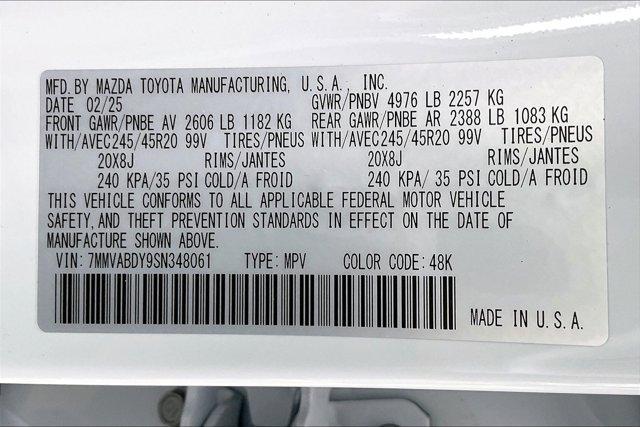 MFD. BY MAZDA TOYOTA MANUFACTURING, U.S.A., INC.
DATE 02/25 GVWR/PNBV 4976 LB 2257 KG
FRONT GAWR/PNBE AV 2606 LB 1182 KG REAR GAWR/PNBE AR 2388 LB 1083 KG
WITH/AVEC245/45R20 99V TIRES/PNEUS WITH/AVEC245/45R20 99V TIRES/PNEUS
20X8J RIMS/JANTES 20X8J RIMS/JANTES
240 KPA/35 PSI COLD/A FROID 240 KPA/ 35 PSI COLD/A FROID
THIS VEHICLE CONFORMS TO ALL APPLICABLE FEDERAL MOTOR VEHICLE
SAFETY, AND THEFT PREVENTION STANDARDS IN EFFECT ON THE DATE OF
MANUFACTURE SHOWN ABOVE.
VIN: 7MMVABDY9SN348061 TYPE: MPV COLOR CODE: 48K
MADE IN U.S.A.